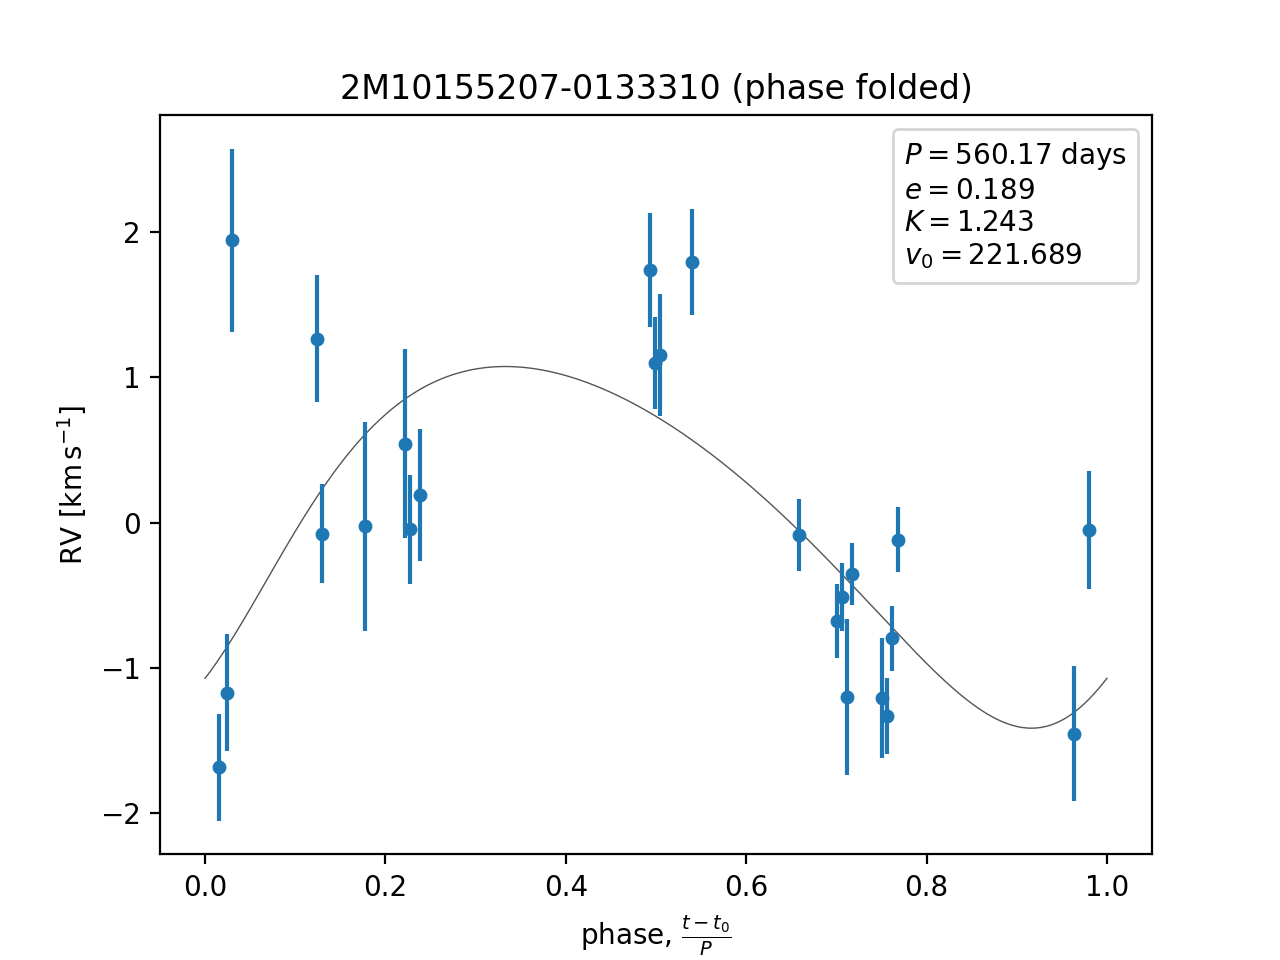 2M10155207-0133310 (phase folded)
P = 560.17 days
e = 0.189
K = 1.243
v₀ = 221.689
RV [km s⁻¹]
2
1
0
−1
−2
0.0 0.2 0.4 0.6 0.8 1.0
phase, (t − t₀)/P